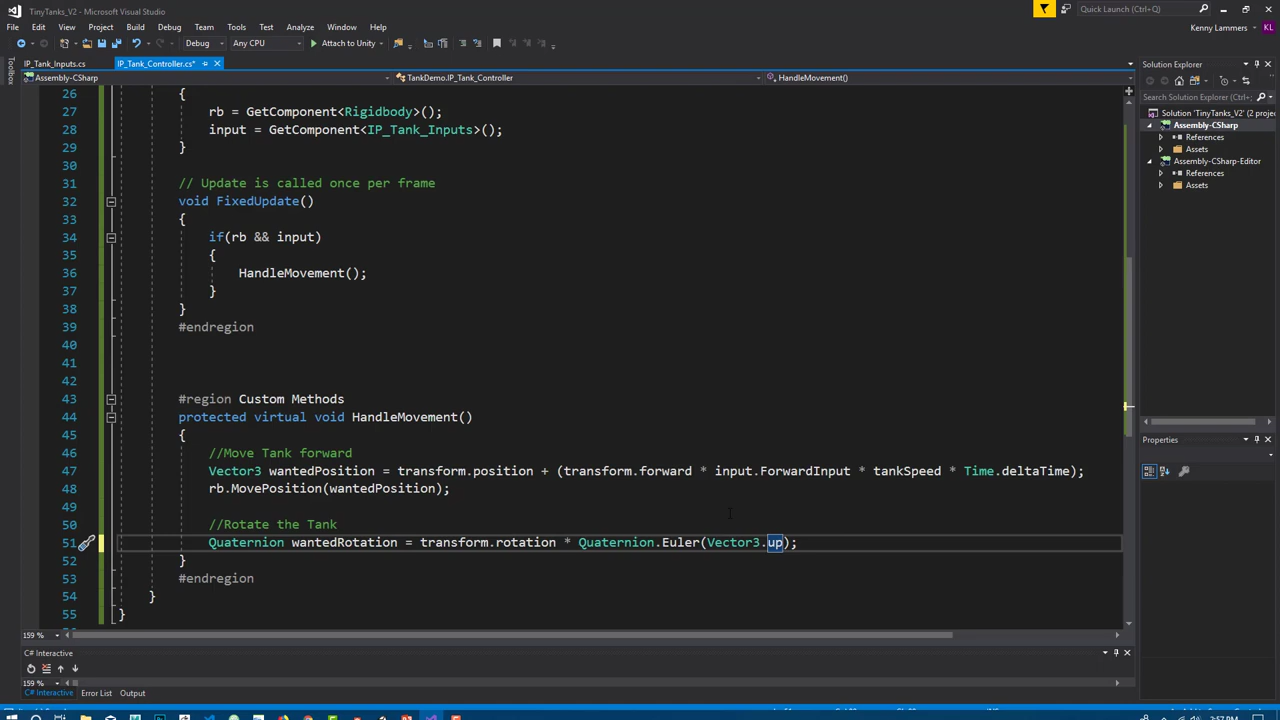 TinyTanks_V2 - Microsoft Visual Studio
Quick Launch (Ctrl+Q)
File Edit View Project Build Debug Team Tools Test Analyze Window Help
Kenny Lammers KL
Debug Any CPU Attach to Unity
Toolbox
IP_Tank_Inputs.cs IP_Tank_Controller.cs*
Assembly-CSharp TankDemo.IP_Tank_Controller HandleMovement()
26 {
27 rb = GetComponent<Rigidbody>();
28 input = GetComponent<IP_Tank_Inputs>();
29 }
30
31 // Update is called once per frame
32 void FixedUpdate()
33 {
34 if(rb && input)
35 {
36 HandleMovement();
37 }
38 }
39 #endregion
40
41
42
43 #region Custom Methods
44 protected virtual void HandleMovement()
45 {
46 //Move Tank forward
47 Vector3 wantedPosition = transform.position + (transform.forward * input.ForwardInput * tankSpeed * Time.deltaTime);
48 rb.MovePosition(wantedPosition);
49
50 //Rotate the Tank
51 Quaternion wantedRotation = transform.rotation * Quaternion.Euler(Vector3.up);
52 }
53 #endregion
54 }
55 }
159 %
C# Interactive
159 %
C# Interactive Error List Output
Solution Explorer
Search Solution Explorer (Ctrl+
Solution 'TinyTanks_V2' (2 projec
Assembly-CSharp
References
Assets
Assembly-CSharp-Editor
References
Assets
Properties